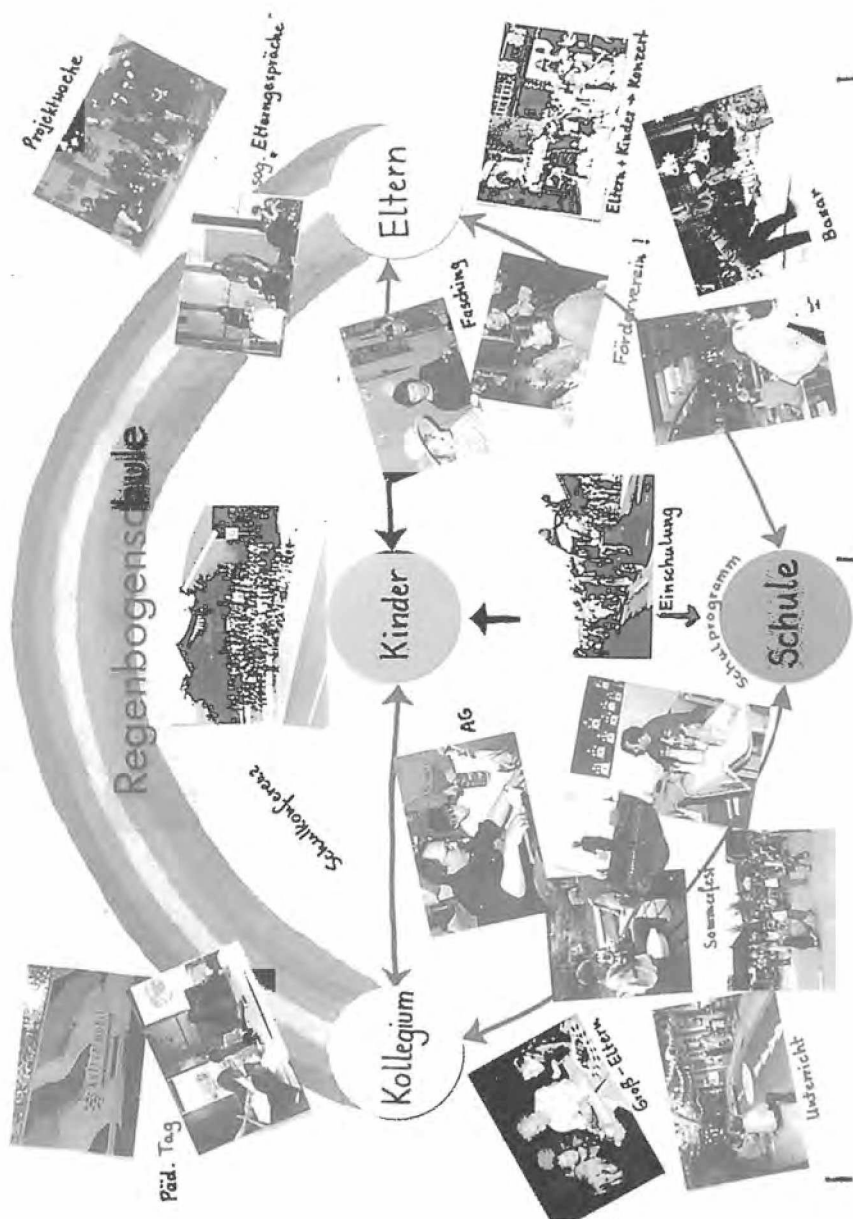 Regenbogenschule
Projektwoche
sog. „Elterngespräche"
Päd. Tag
Schulkonferenz
Kollegium
Kinder
Eltern
Fasching
Eltern + Kinder → Konzert
AG
Förderverein !
Einschulung
Groß-Eltern
Sommerfest
Schulprogramm
Basar
Unterricht
Schule